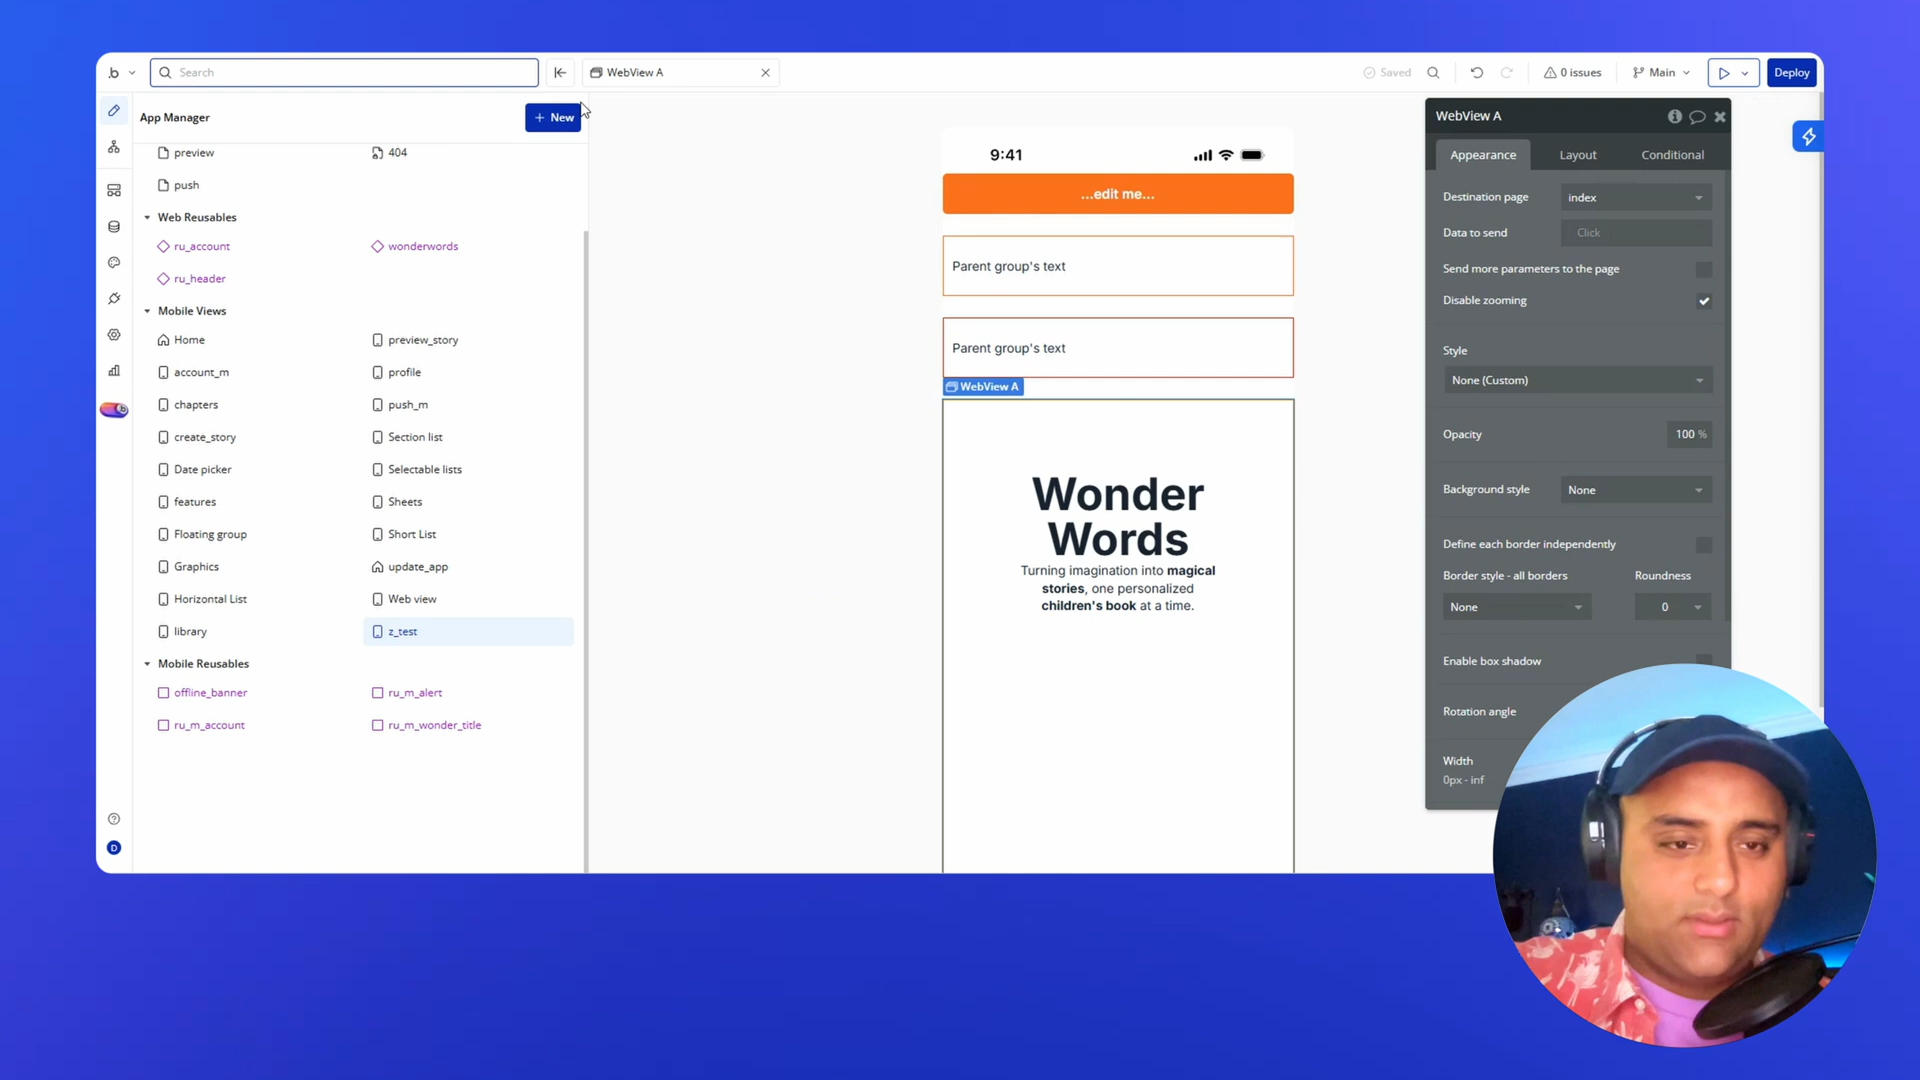 .b
Search
WebView A
Saved
0 issues
Main
Deploy
App Manager
+ New
preview
404
push
Web Reusables
ru_account
wonderwords
ru_header
Mobile Views
Home
preview_story
account_m
profile
chapters
push_m
create_story
Section list
Date picker
Selectable lists
features
Sheets
Floating group
Short List
Graphics
update_app
Horizontal List
Web view
library
z_test
Mobile Reusables
offline_banner
ru_m_alert
ru_m_account
ru_m_wonder_title
D
9:41
...edit me...
Parent group's text
Parent group's text
WebView A
Wonder
Words
Turning imagination into magical
stories, one personalized
children's book at a time.
WebView A
Appearance
Layout
Conditional
Destination page
index
Data to send
Click
Send more parameters to the page
Disable zooming
Style
None (Custom)
Opacity
100 %
Background style
None
Define each border independently
Border style - all borders
Roundness
None
0
Enable box shadow
Rotation angle
Width
0px - inf